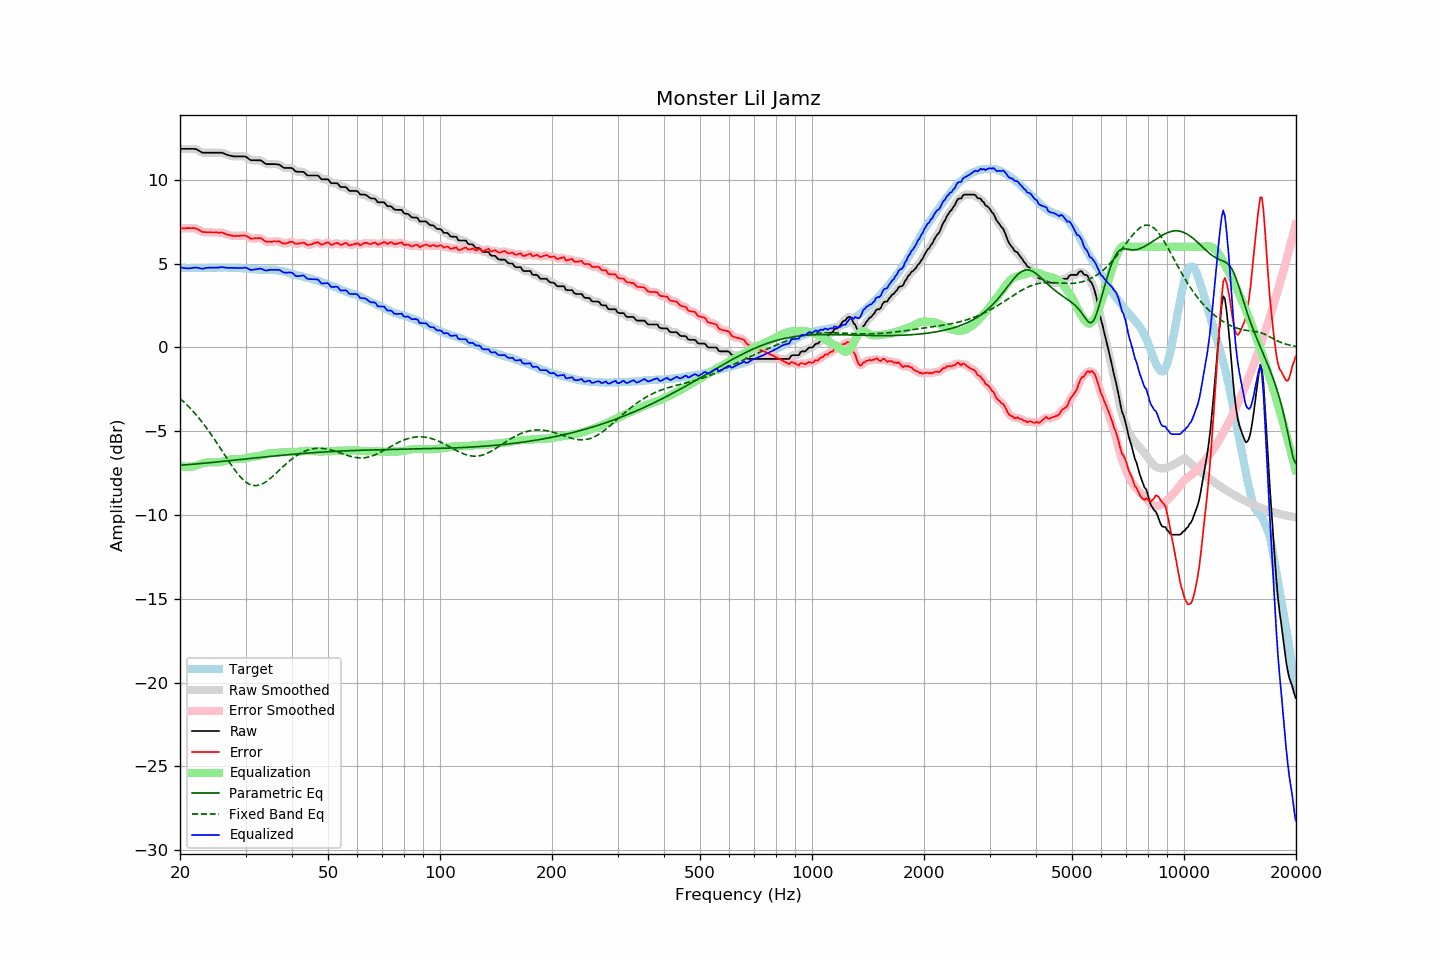 Monster Lil Jamz
Amplitude (dBr)
10
5
0
−5
−10
−15
−20
−25
−30
Target
Raw Smoothed
Error Smoothed
Raw
Error
Equalization
Parametric Eq
Fixed Band Eq
Equalized
20 50 100 200 500 1000 2000 5000 10000 20000
Frequency (Hz)